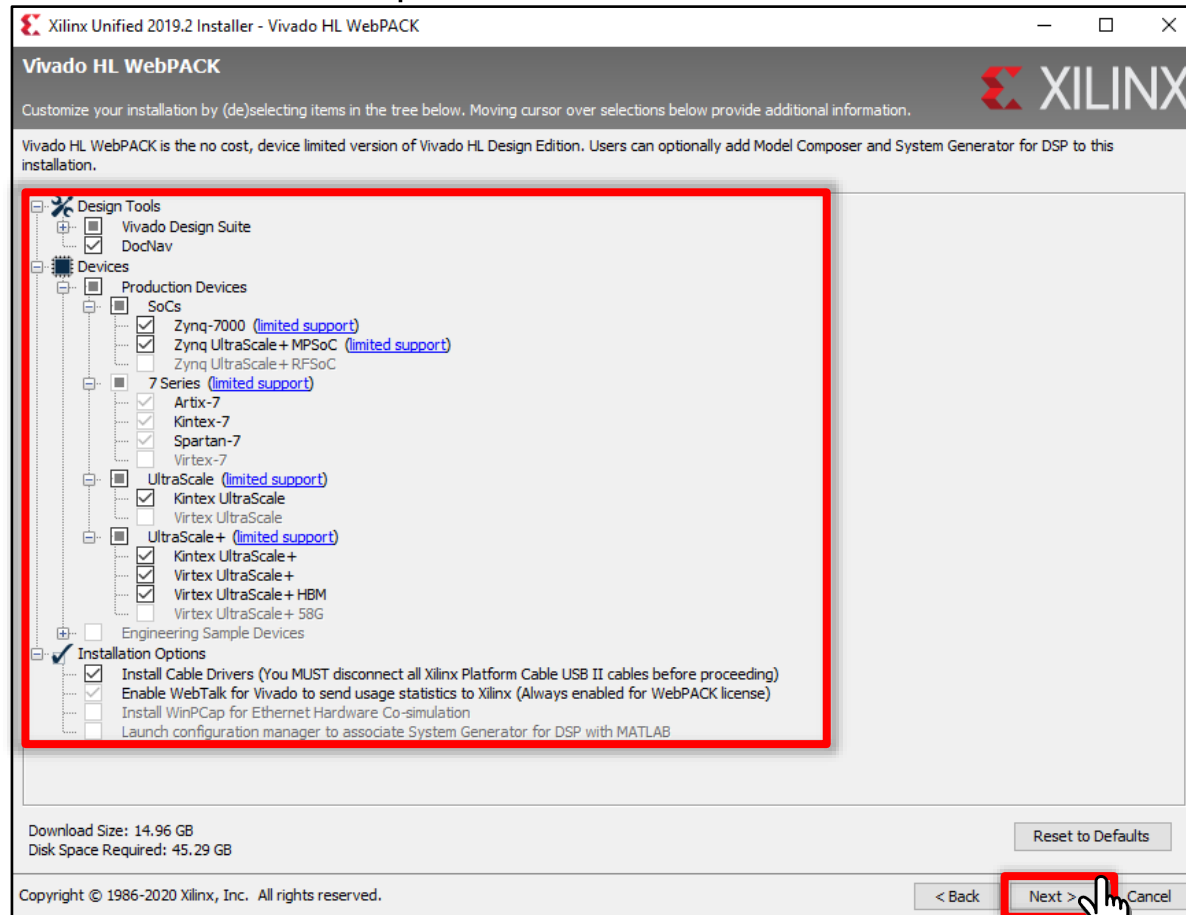 Xilinx Unified 2019.2 Installer - Vivado HL WebPACK
Vivado HL WebPACK
XILINX
Customize your installation by (de)selecting items in the tree below. Moving cursor over selections below provide additional information.
Vivado HL WebPACK is the no cost, device limited version of Vivado HL Design Edition. Users can optionally add Model Composer and System Generator for DSP to this
installation.
Design Tools
Vivado Design Suite
DocNav
Devices
Production Devices
SoCs
Zynq-7000 (limited support)
Zynq UltraScale+ MPSoC (limited support)
Zynq UltraScale+ RFSoC
7 Series (limited support)
Artix-7
Kintex-7
Spartan-7
Virtex-7
UltraScale (limited support)
Kintex UltraScale
Virtex UltraScale
UltraScale+ (limited support)
Kintex UltraScale+
Virtex UltraScale+
Virtex UltraScale+ HBM
Virtex UltraScale+ 58G
Engineering Sample Devices
Installation Options
Install Cable Drivers (You MUST disconnect all Xilinx Platform Cable USB II cables before proceeding)
Enable WebTalk for Vivado to send usage statistics to Xilinx (Always enabled for WebPACK license)
Install WinPCap for Ethernet Hardware Co-simulation
Launch configuration manager to associate System Generator for DSP with MATLAB
Download Size: 14.96 GB
Disk Space Required: 45.29 GB
Reset to Defaults
Copyright © 1986-2020 Xilinx, Inc. All rights reserved.
< Back
Next >
Cancel